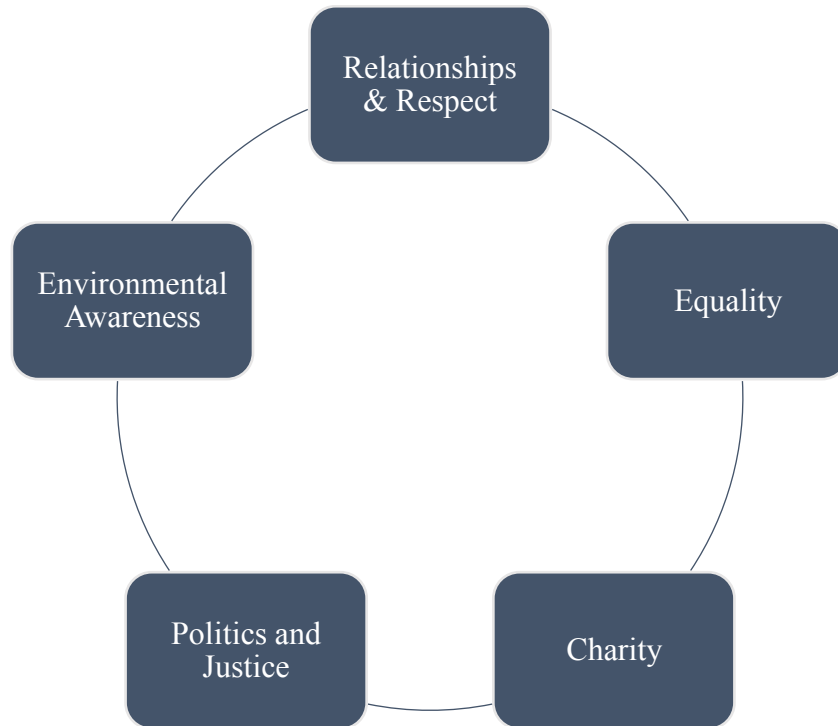 Relationships
& Respect
Environmental
Awareness
Equality
Politics and
Justice
Charity